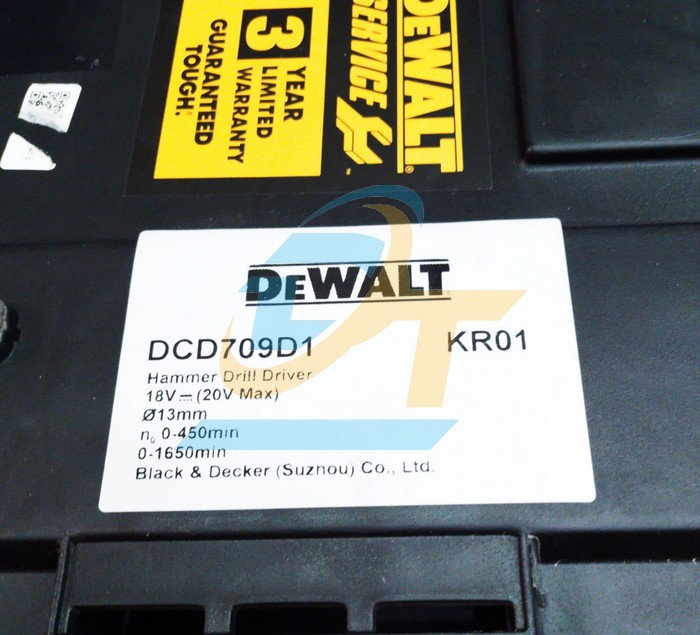 DEWALT®
SERVICE
3 YEAR
LIMITED
WARRANTY
GUARANTEED
TOUGH.®
DEWALT
DCD709D1 KR01
Hammer Drill Driver
18V⎓(20V Max)
Ø13mm
n₀ 0-450min
0-1650min
Black & Decker (Suzhou) Co., Ltd.